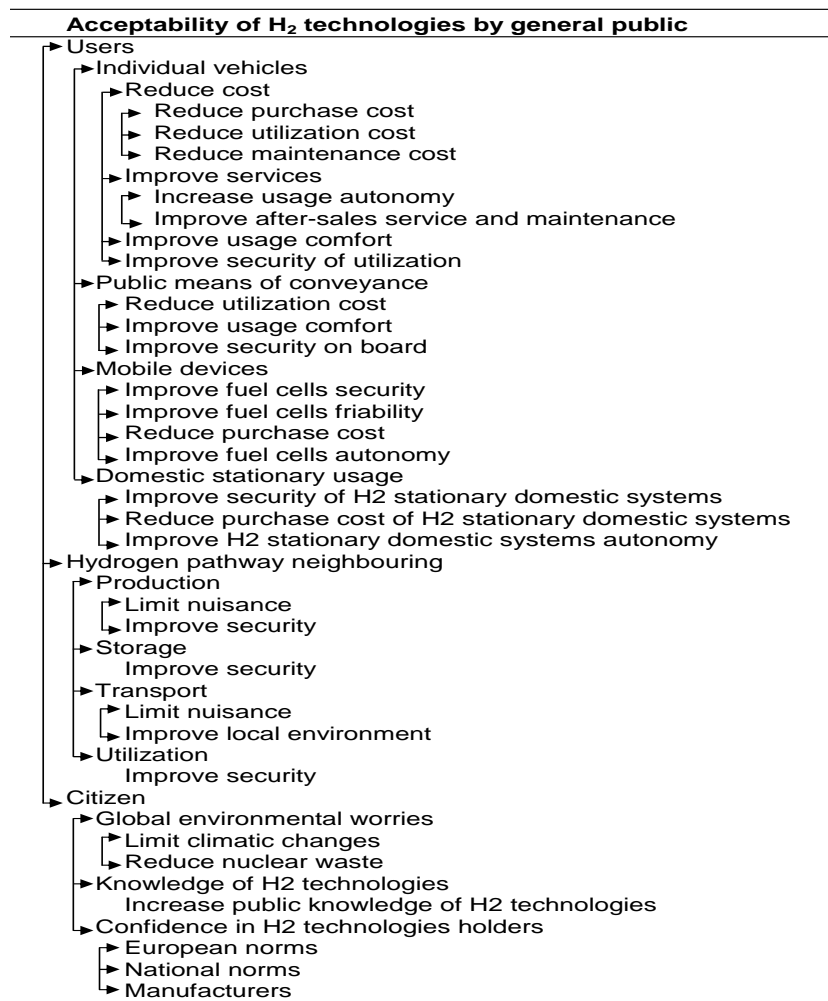 Acceptability of H₂ technologies by general public
Users
Individual vehicles
Reduce cost
Reduce purchase cost
Reduce utilization cost
Reduce maintenance cost
Improve services
Increase usage autonomy
Improve after-sales service and maintenance
Improve usage comfort
Improve security of utilization
Public means of conveyance
Reduce utilization cost
Improve usage comfort
Improve security on board
Mobile devices
Improve fuel cells security
Improve fuel cells friability
Reduce purchase cost
Improve fuel cells autonomy
Domestic stationary usage
Improve security of H2 stationary domestic systems
Reduce purchase cost of H2 stationary domestic systems
Improve H2 stationary domestic systems autonomy
Hydrogen pathway neighbouring
Production
Limit nuisance
Improve security
Storage
Improve security
Transport
Limit nuisance
Improve local environment
Utilization
Improve security
Citizen
Global environmental worries
Limit climatic changes
Reduce nuclear waste
Knowledge of H2 technologies
Increase public knowledge of H2 technologies
Confidence in H2 technologies holders
European norms
National norms
Manufacturers